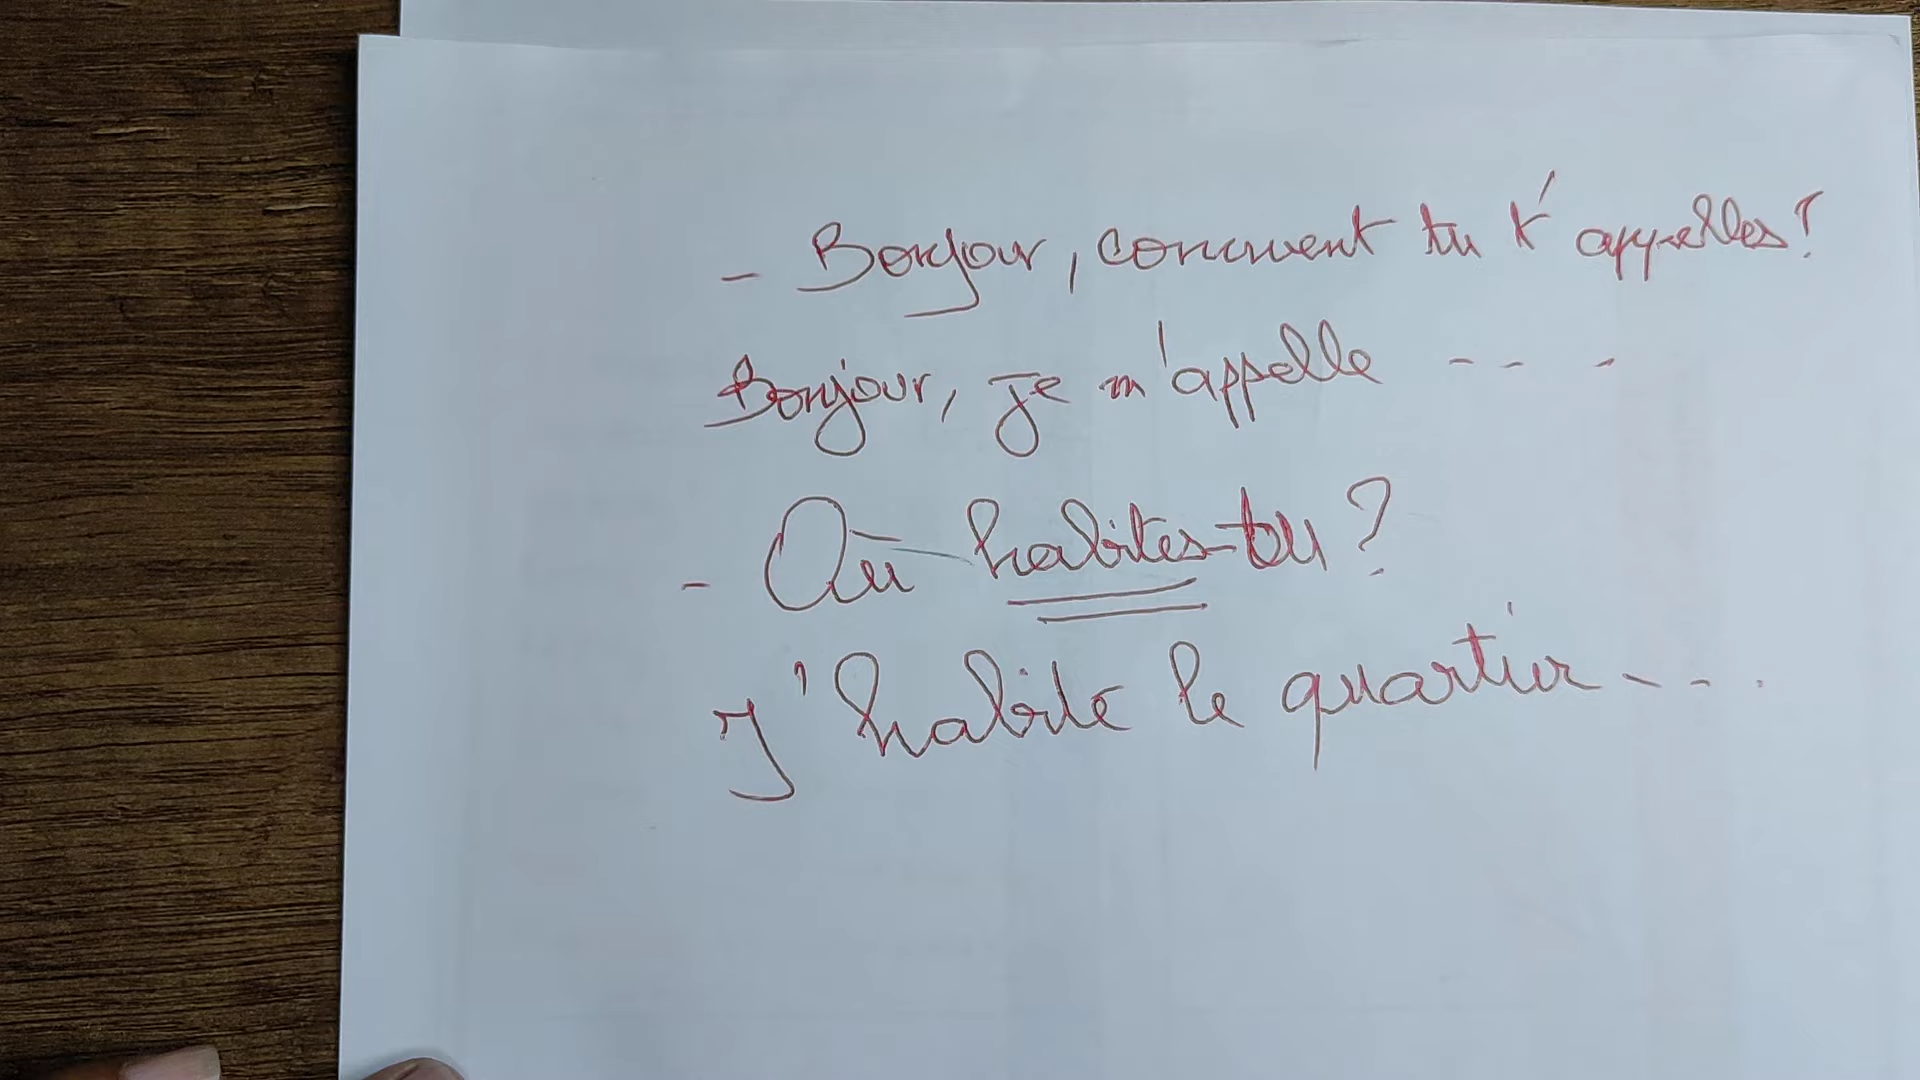 - Bonjour, comment tu t'appelles?
Bonjour, je m'appelle - - -
- Où habites-tu?
J'habite le quartier - - .